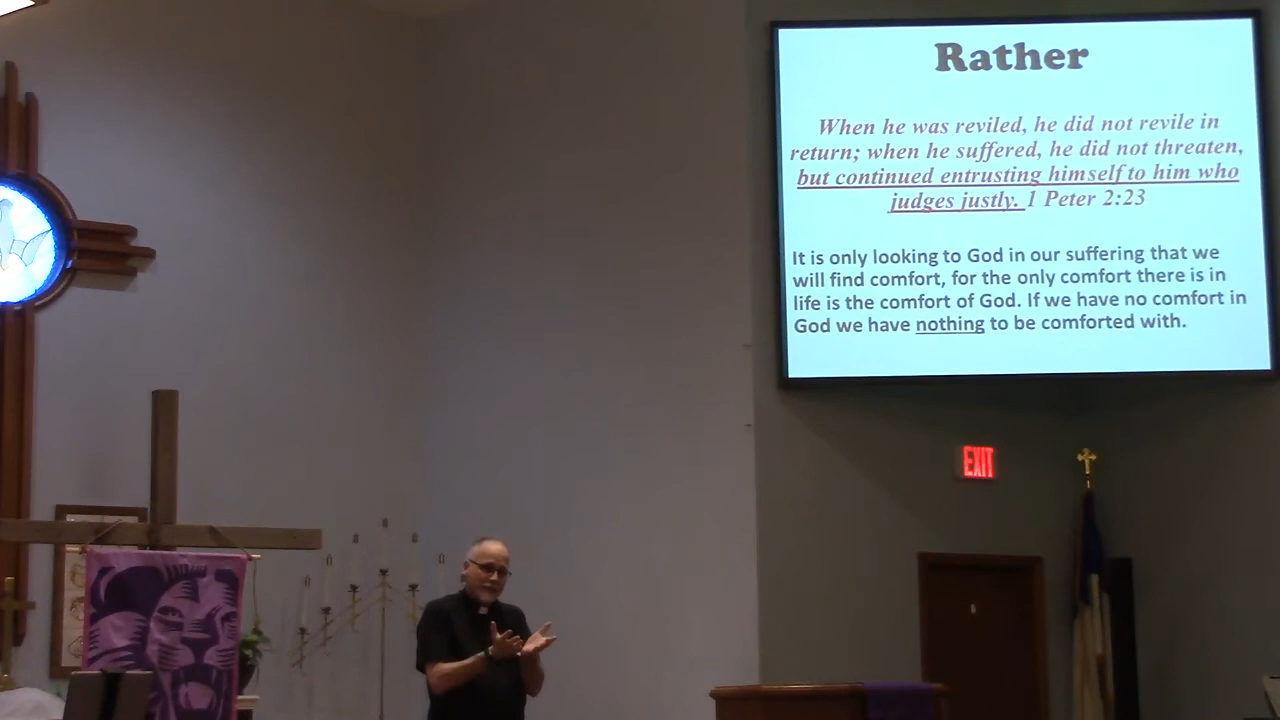 Rather
When he was reviled, he did not revile in
return; when he suffered, he did not threaten,
but continued entrusting himself to him who
judges justly. 1 Peter 2:23
It is only looking to God in our suffering that we
will find comfort, for the only comfort there is in
life is the comfort of God. If we have no comfort in
God we have nothing to be comforted with.
EXIT